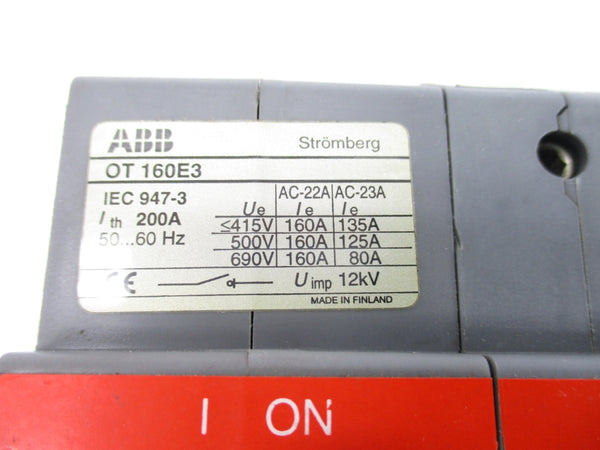 ABB Strömberg
OT 160E3
IEC 947-3 AC-22A AC-23A
Ue Ie Ie
Ith 200A ≤415V 160A 135A
50...60 Hz 500V 160A 125A
690V 160A 80A
CE Uimp 12kV
MADE IN FINLAND
I ON